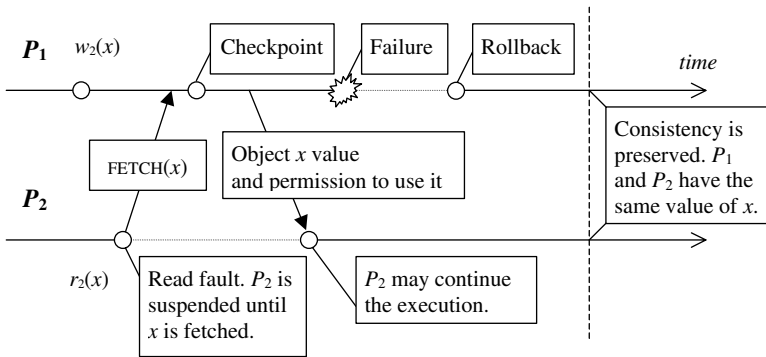 P1
w2(x)
Checkpoint
Failure
Rollback
time
FETCH(x)
Object x value
and permission to use it
Consistency is
preserved. P1
and P2 have the
same value of x.
P2
r2(x)
Read fault. P2 is
suspended until
x is fetched.
P2 may continue
the execution.